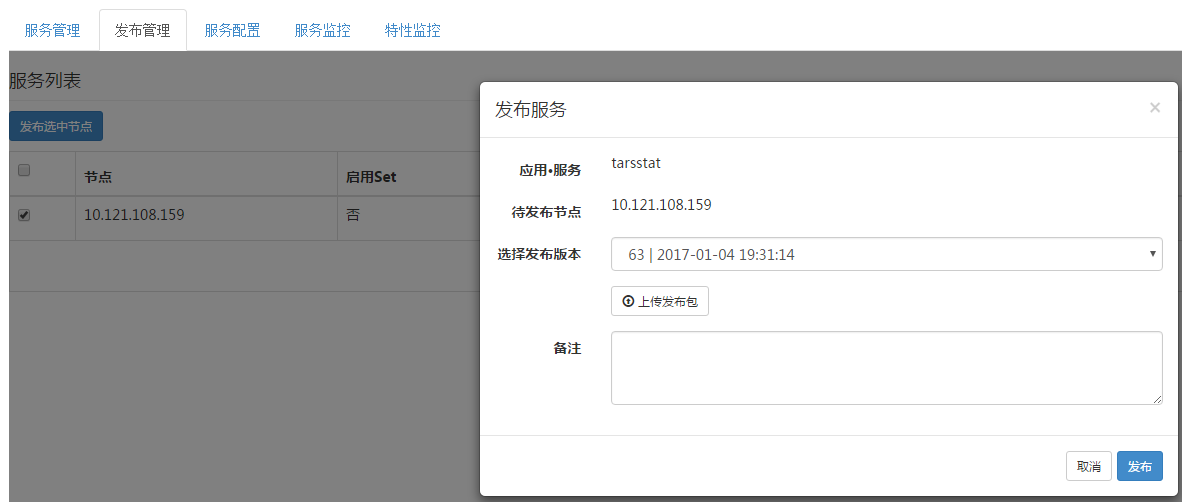 服务管理 发布管理 服务配置 服务监控 特性监控
服务列表
发布选中节点
节点 启用Set
10.121.108.159 否
发布服务 ×
应用•服务 tarsstat
待发布节点 10.121.108.159
选择发布版本 63 | 2017-01-04 19:31:14
上传发布包
备注
取消 发布